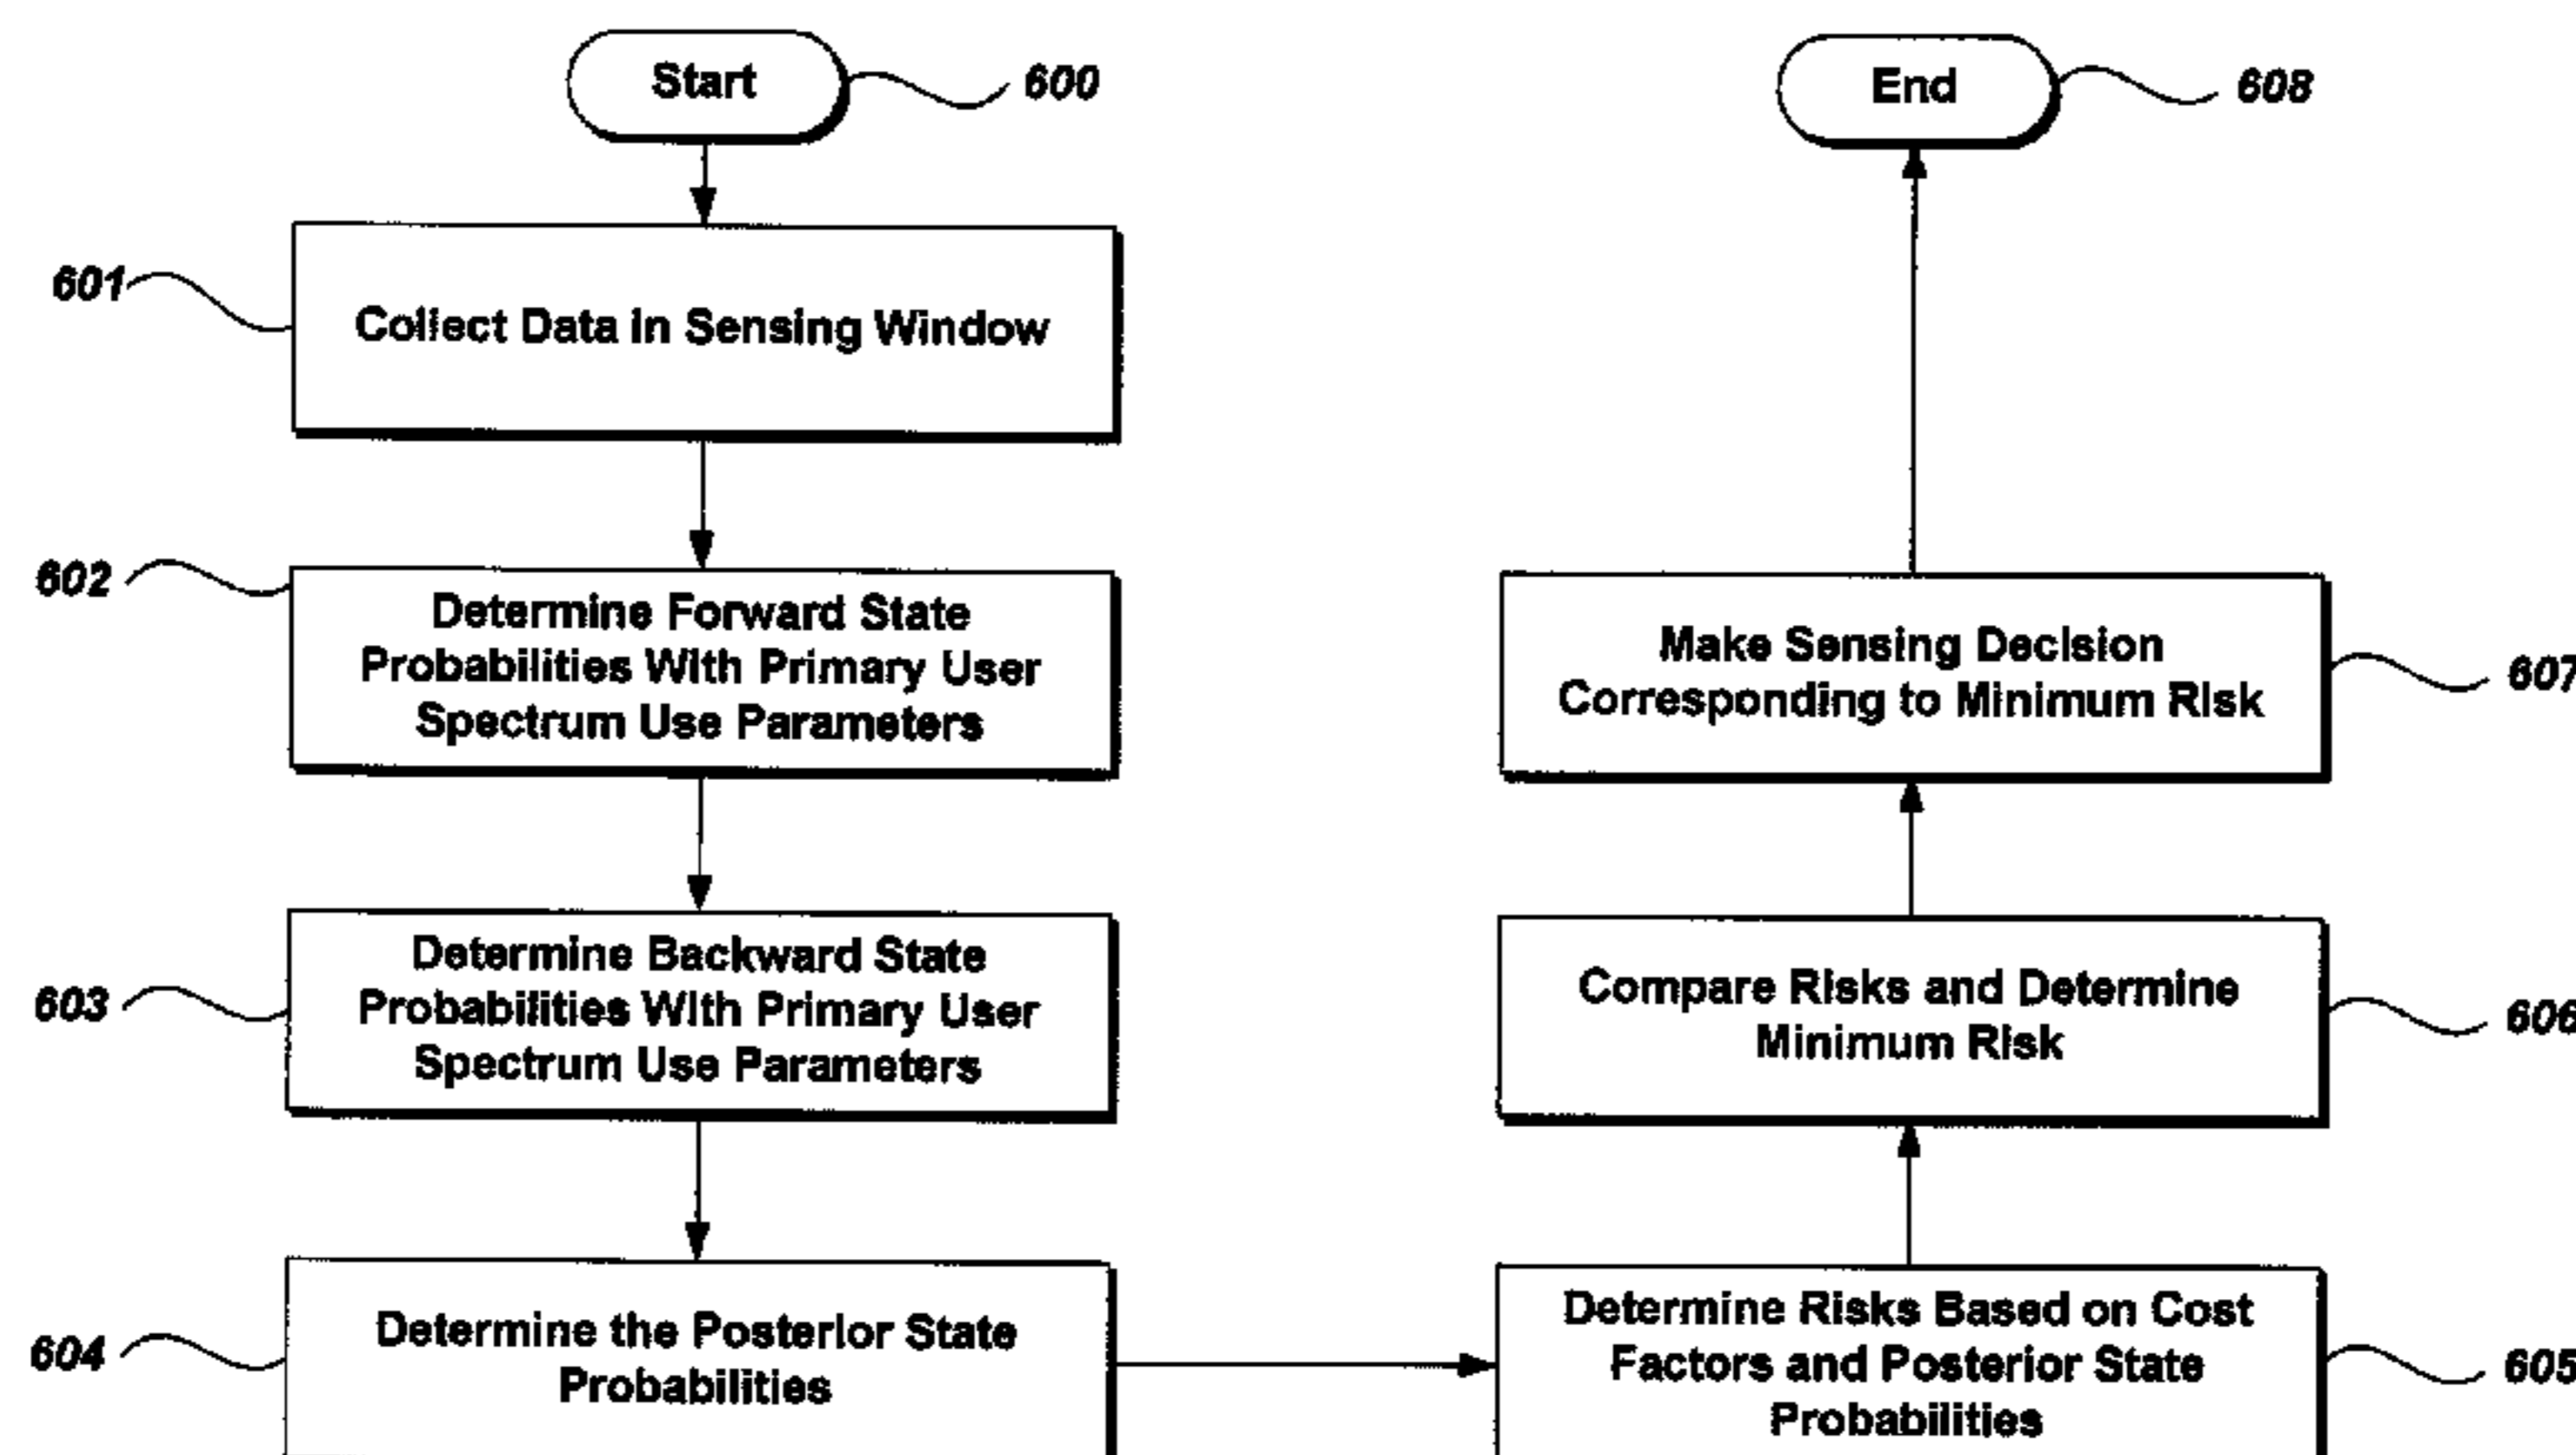 Start
600
601
Collect Data in Sensing Window
602
Determine Forward State
Probabilities With Primary User
Spectrum Use Parameters
603
Determine Backward State
Probabilities With Primary User
Spectrum Use Parameters
604
Determine the Posterior State
Probabilities
Determine Risks Based on Cost
Factors and Posterior State
Probabilities
605
Compare Risks and Determine
Minimum Risk
606
Make Sensing Decision
Corresponding to Minimum Risk
607
End
608